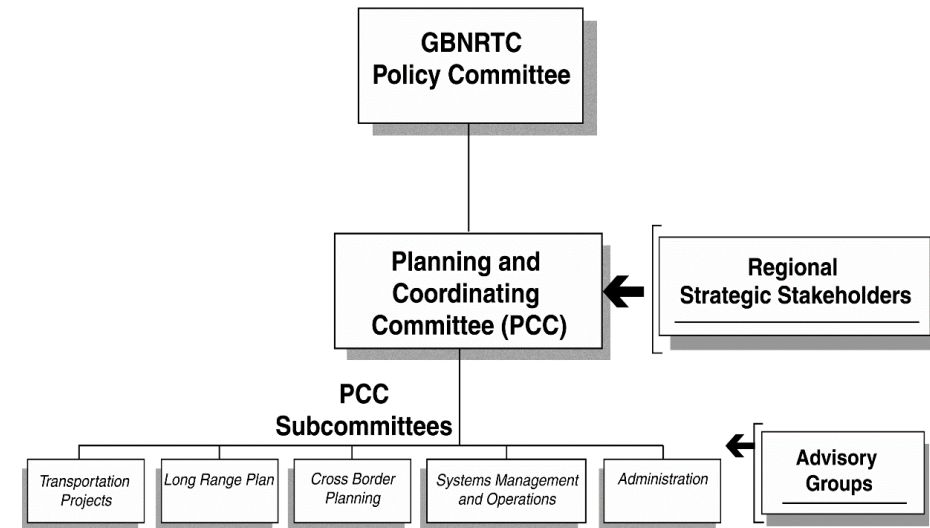 GBNRTC
Policy Committee
Planning and
Coordinating
Committee (PCC)
Regional
Strategic Stakeholders
PCC
Subcommittees
Transportation
Projects
Long Range Plan
Cross Border
Planning
Systems Management
and Operations
Administration
Advisory
Groups